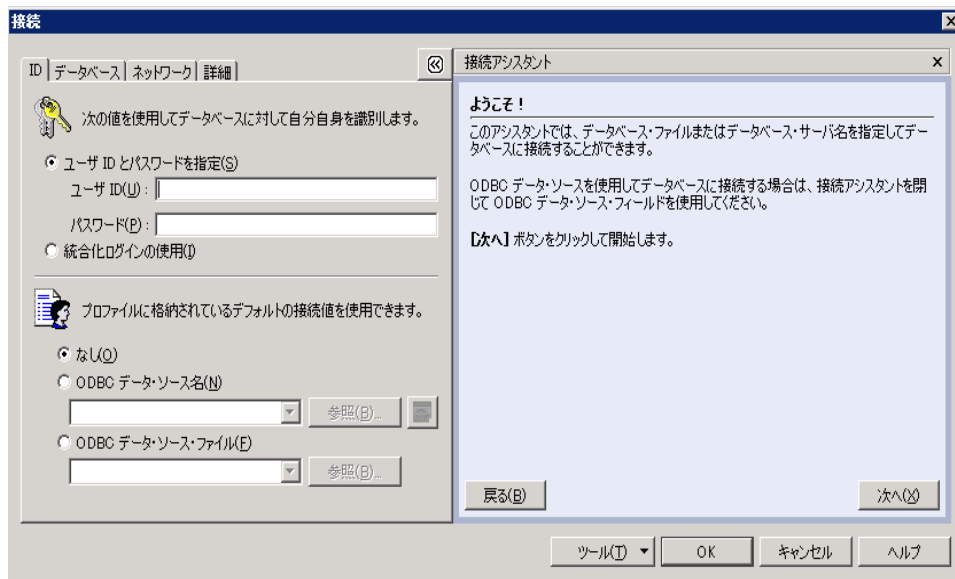 接続
ID データベース ネットワーク 詳細
次の値を使用してデータベースに対して自分自身を識別します。
ユーザ ID とパスワードを指定(S)
ユーザ ID(U) :
パスワード(P) :
統合化ログインの使用(I)
プロファイルに格納されているデフォルトの接続値を使用できます。
なし(O)
ODBC データ・ソース名(N)
参照(B)...
ODBC データ・ソース・ファイル(F)
参照(B)...
接続アシスタント
ようこそ !
このアシスタントでは、データベース・ファイルまたはデータベース・サーバ名を指定してデー
タベースに接続することができます。
ODBC データ・ソースを使用してデータベースに接続する場合は、接続アシスタントを閉
じて ODBC データ・ソース・フィールドを使用してください。
[次へ] ボタンをクリックして開始します。
戻る(B) 次へ(X)
ツール(T) OK キャンセル ヘルプ